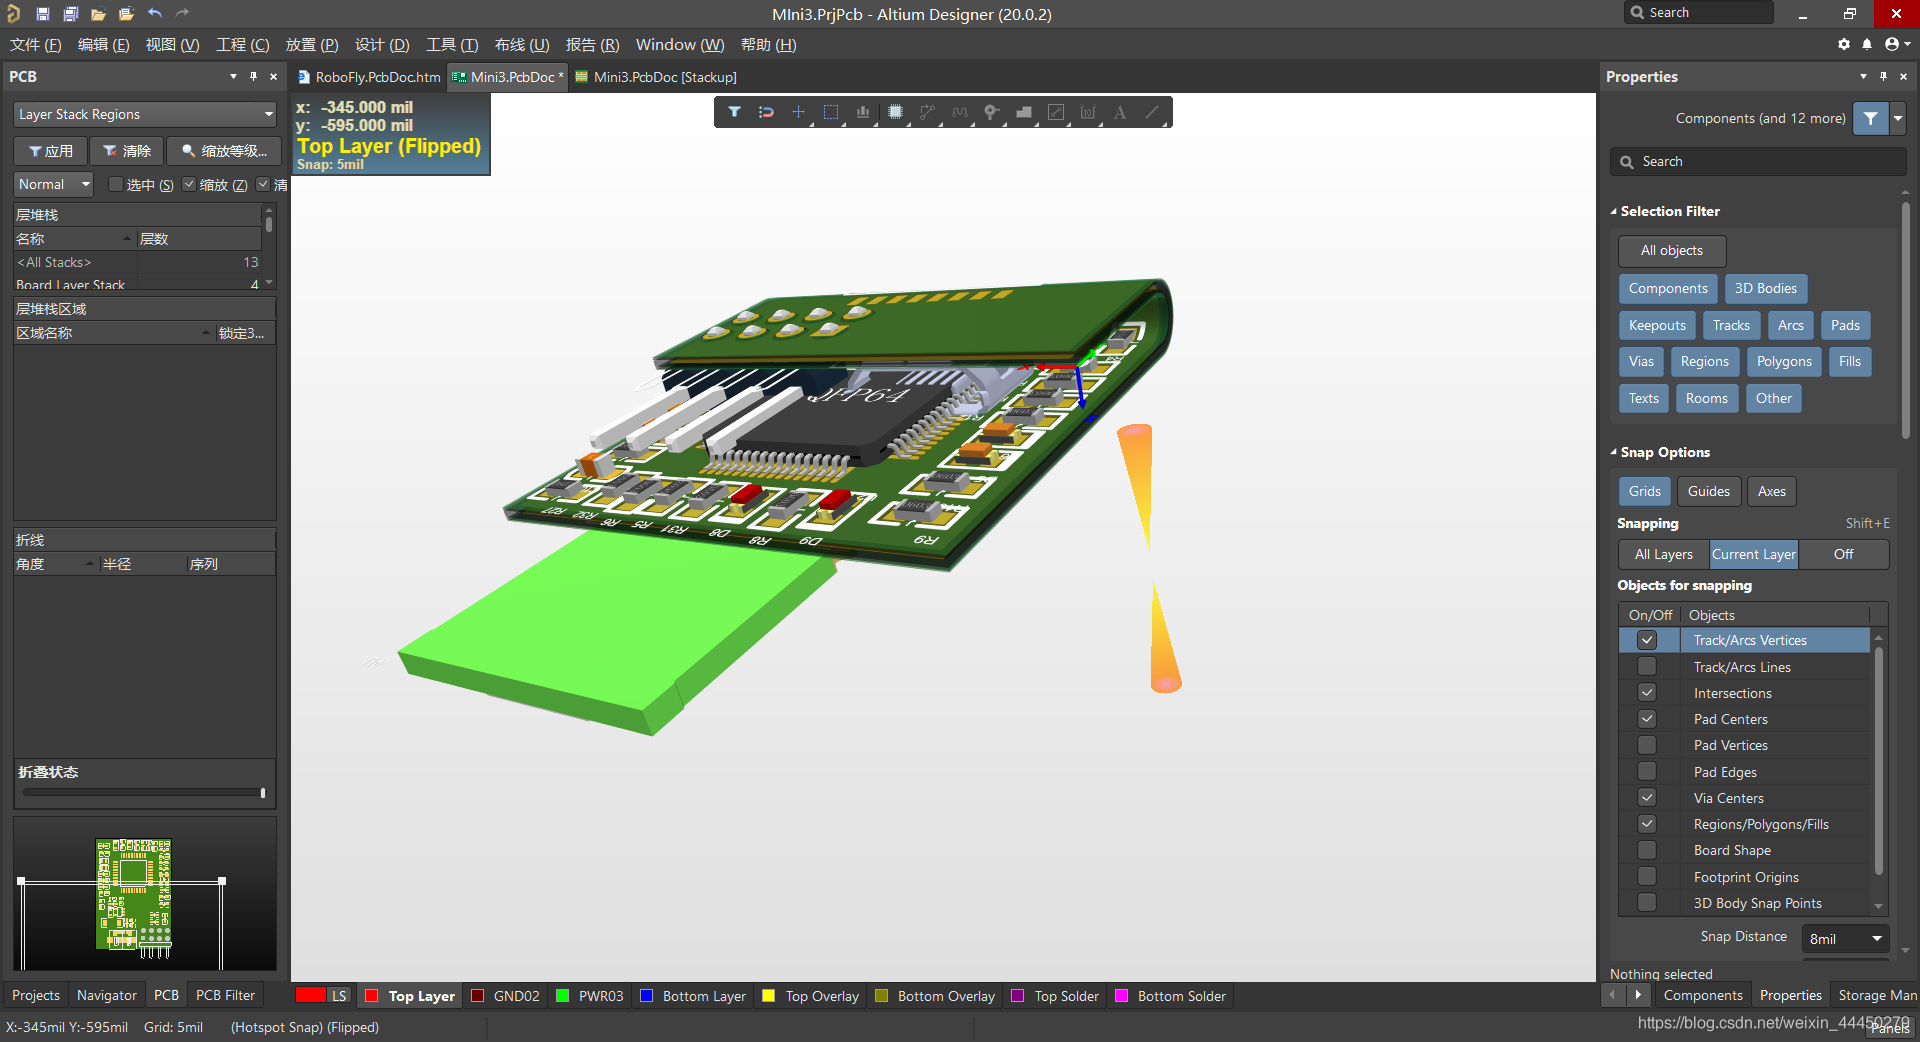 MIni3.PrjPcb - Altium Designer (20.0.2)
Search
文件 (F) 编辑 (E) 视图 (V) 工程 (C) 放置 (P) 设计 (D) 工具 (T) 布线 (U) 报告 (R) Window (W) 帮助 (H)
PCB
RoboFly.PcbDoc.htm
Mini3.PcbDoc *
Mini3.PcbDoc [Stackup]
Properties
Layer Stack Regions
应用 清除 缩放等级...
Normal 选中 (S) 缩放 (Z) 清
层堆栈
名称 层数
<All Stacks> 13
Board Layer Stack 4
层堆栈区域
区域名称 锁定3...
折线
角度 半径 序列
折叠状态
x: -345.000 mil
y: -595.000 mil
Top Layer (Flipped)
Snap: 5mil
QFP64
R27 R32 R6 R5 R31 D8 R8 D9 R9
Components (and 12 more)
Search
Selection Filter
All objects
Components 3D Bodies
Keepouts Tracks Arcs Pads
Vias Regions Polygons Fills
Texts Rooms Other
Snap Options
Grids Guides Axes
Snapping Shift+E
All Layers Current Layer Off
Objects for snapping
On/Off Objects
Track/Arcs Vertices
Track/Arcs Lines
Intersections
Pad Centers
Pad Vertices
Pad Edges
Via Centers
Regions/Polygons/Fills
Board Shape
Footprint Origins
3D Body Snap Points
Snap Distance 8mil
Nothing selected
Projects Navigator PCB PCB Filter
LS Top Layer GND02 PWR03 Bottom Layer Top Overlay Bottom Overlay Top Solder Bottom Solder
Components Properties Storage Man
X:-345mil Y:-595mil Grid: 5mil (Hotspot Snap) (Flipped)
https://blog.csdn.net/weixin_44450279
Panels